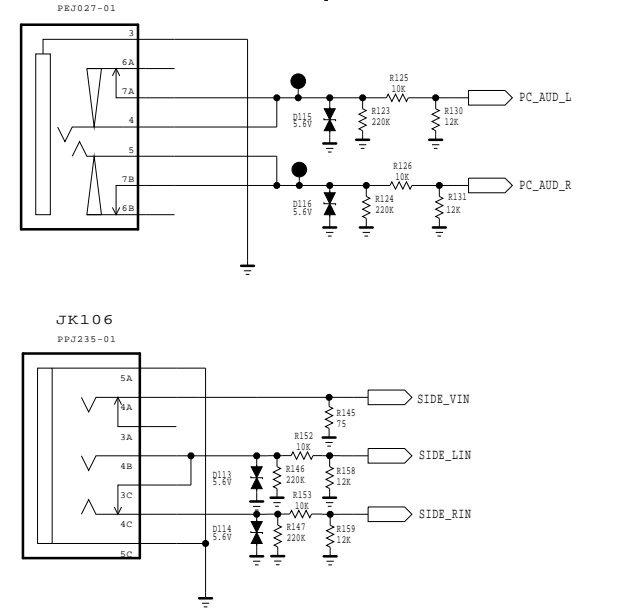 PEJ027-01
3
6A
7A
4
5
7B
6B
R125
10K
PC_AUD_L
D115
5.6V
R123
220K
R130
12K
R126
10K
PC_AUD_R
D116
5.6V
R124
220K
R131
12K
JK106
PPJ235-01
5A
4A
3A
4B
3C
4C
5C
SIDE_VIN
R145
75
R152
10K
SIDE_LIN
D113
5.6V
R146
220K
R158
12K
R153
10K
SIDE_RIN
D114
5.6V
R147
220K
R159
12K